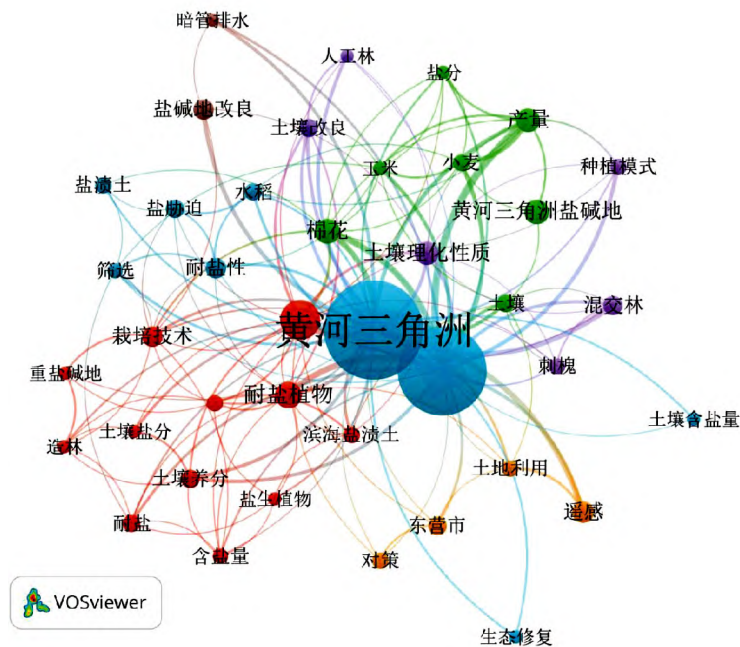 暗管排水
人工林
盐分
盐碱地改良
土壤改良
产量
玉米
小麦
种植模式
盐渍土
水稻
盐胁迫
黄河三角洲盐碱地
棉花
土壤理化性质
筛选
耐盐性
土壤
混交林
黄河三角洲
栽培技术
刺槐
重盐碱地
耐盐植物
土壤含盐量
土壤盐分
滨海盐渍土
造林
土地利用
土壤养分
盐生植物
遥感
耐盐
东营市
含盐量
对策
VOSviewer
生态修复